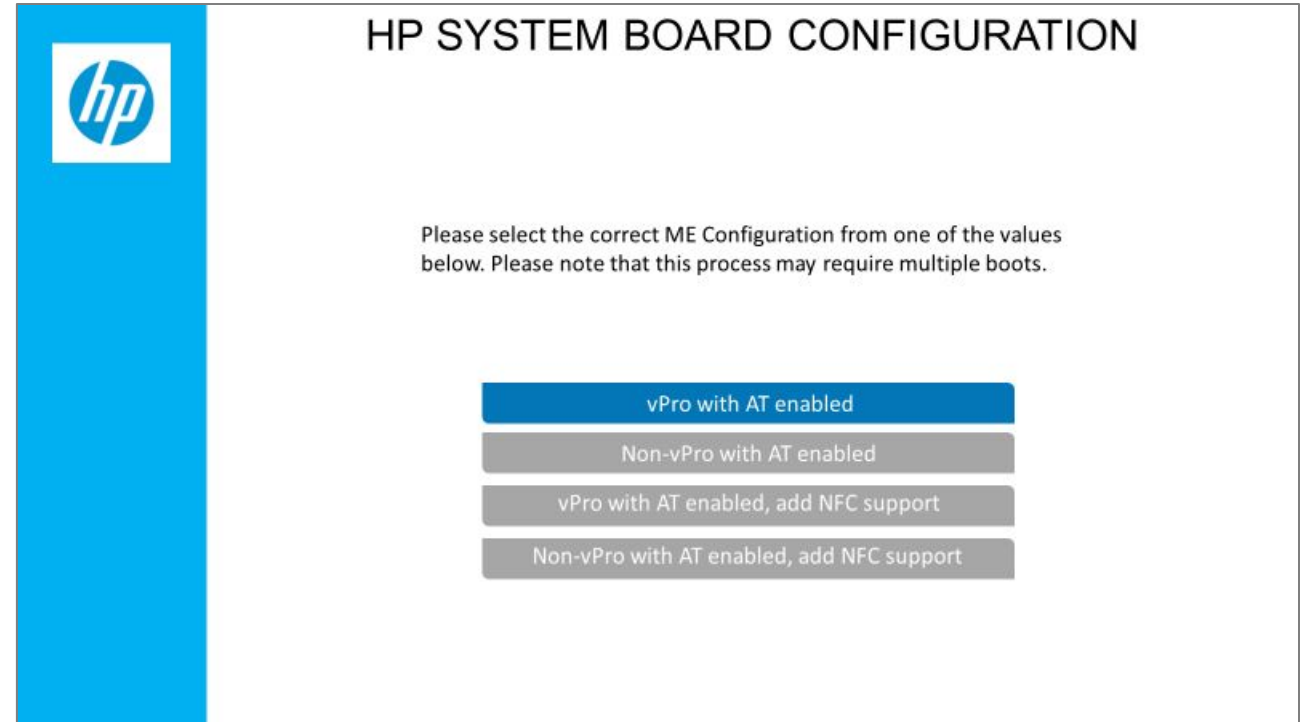 HP SYSTEM BOARD CONFIGURATION
hp
Please select the correct ME Configuration from one of the values
below. Please note that this process may require multiple boots.
vPro with AT enabled
Non-vPro with AT enabled
vPro with AT enabled, add NFC support
Non-vPro with AT enabled, add NFC support